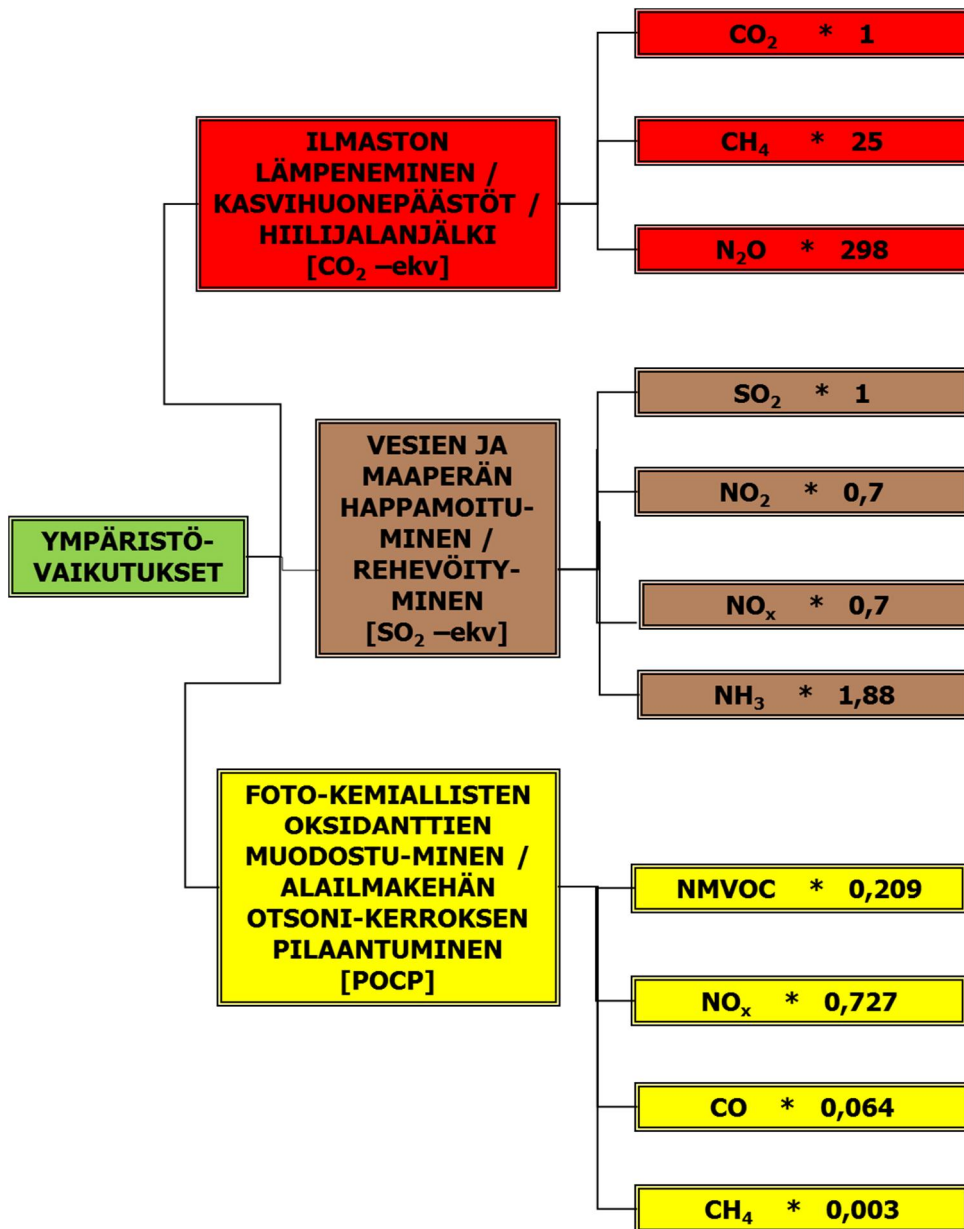 CO₂ * 1
ILMASTON
LÄMPENEMINEN /
KASVIHUONEPÄÄSTÖT /
HIILIJALANJÄLKI
[CO₂ –ekv]
CH₄ * 25
N₂O * 298
SO₂ * 1
VESIEN JA
MAAPERÄN
HAPPAMOITU-
MINEN /
REHEVÖITY-
MINEN
[SO₂ –ekv]
NO₂ * 0,7
YMPÄRISTÖ-
VAIKUTUKSET
NOₓ * 0,7
NH₃ * 1,88
FOTO-KEMIALLISTEN
OKSIDANTTIEN
MUODOSTU-MINEN /
ALAILMAKEHÄN
OTSONI-KERROKSEN
PILAANTUMINEN
[POCP]
NMVOC * 0,209
NOₓ * 0,727
CO * 0,064
CH₄ * 0,003